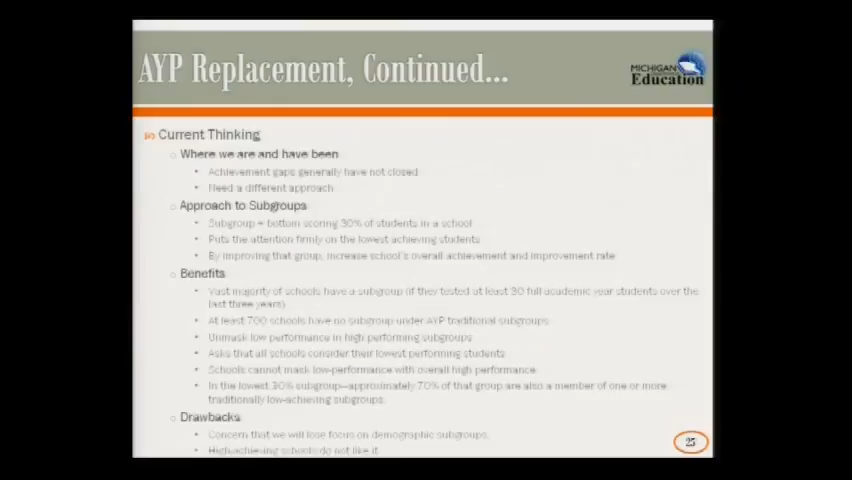 AYP Replacement, Continued...
MICHIGAN
Education
Current Thinking
Where we are and have been
Achievement gaps generally have not closed
Need a different approach
Approach to Subgroups
Subgroup = bottom scoring 30% of students in a school
Puts the attention firmly on the lowest achieving students
By improving that group, increase school's overall achievement and improvement rate
Benefits
Vast majority of schools have a subgroup (if they tested at least 30 full academic year students over the
last three years)
At least 700 schools have no subgroup under AYP traditional subgroups
Unmask low performance in high performing subgroups
Asks that all schools consider their lowest performing students
Schools cannot mask low-performance with overall high performance
In the lowest 30% subgroup—approximately 70% of that group are also a member of one or more
traditionally low-achieving subgroups.
Drawbacks
Concern that we will lose focus on demographic subgroups.
High-achieving schools do not like it
25